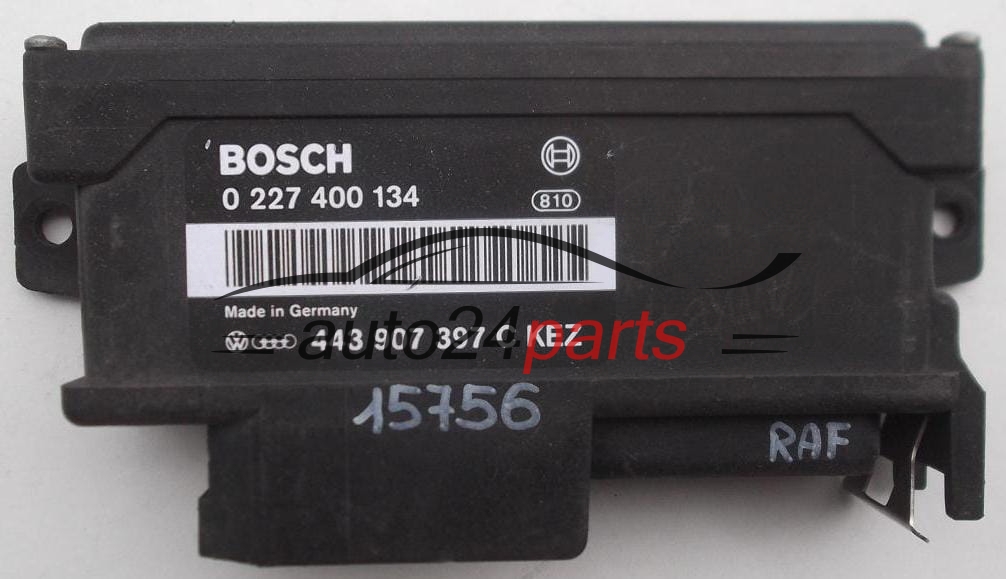 BOSCH
0 227 400 134
810
Made in Germany
443 907 397 C KEZ
auto24parts
15756
RAF